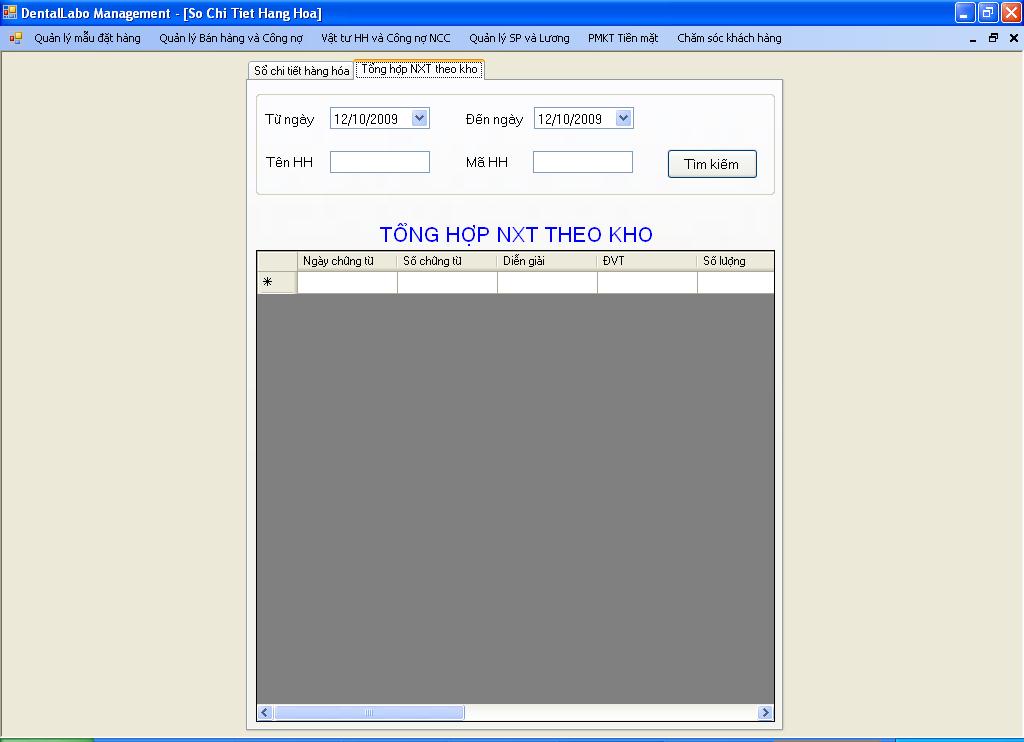 DentalLabo Management - [So Chi Tiet Hang Hoa]
Quản lý mẫu đặt hàng Quản lý Bán hàng và Công nợ Vật tư HH và Công nợ NCC Quản lý SP và Lương PMKT Tiền mặt Chăm sóc khách hàng
Sổ chi tiết hàng hóa Tổng hợp NXT theo kho
Từ ngày 12/10/2009 Đến ngày 12/10/2009
Tên HH Mã HH Tìm kiếm
TỔNG HỢP NXT THEO KHO
Ngày chứng từ Số chứng từ Diễn giải ĐVT Số lượng